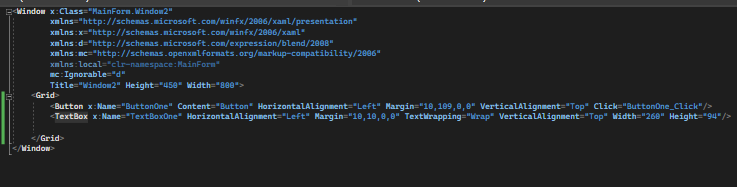 <Window x:Class="MainForm.Window2"
xmlns="http://schemas.microsoft.com/winfx/2006/xaml/presentation"
xmlns:x="http://schemas.microsoft.com/winfx/2006/xaml"
xmlns:d="http://schemas.microsoft.com/expression/blend/2008"
xmlns:mc="http://schemas.openxmlformats.org/markup-compatibility/2006"
xmlns:local="clr-namespace:MainForm"
mc:Ignorable="d"
Title="Window2" Height="450" Width="800">
<Grid>
<Button x:Name="ButtonOne" Content="Button" HorizontalAlignment="Left" Margin="10,109,0,0" VerticalAlignment="Top" Click="ButtonOne_Click"/>
<TextBox x:Name="TextBoxOne" HorizontalAlignment="Left" Margin="10,10,0,0" TextWrapping="Wrap" VerticalAlignment="Top" Width="260" Height="94"/>
</Grid>
</Window>